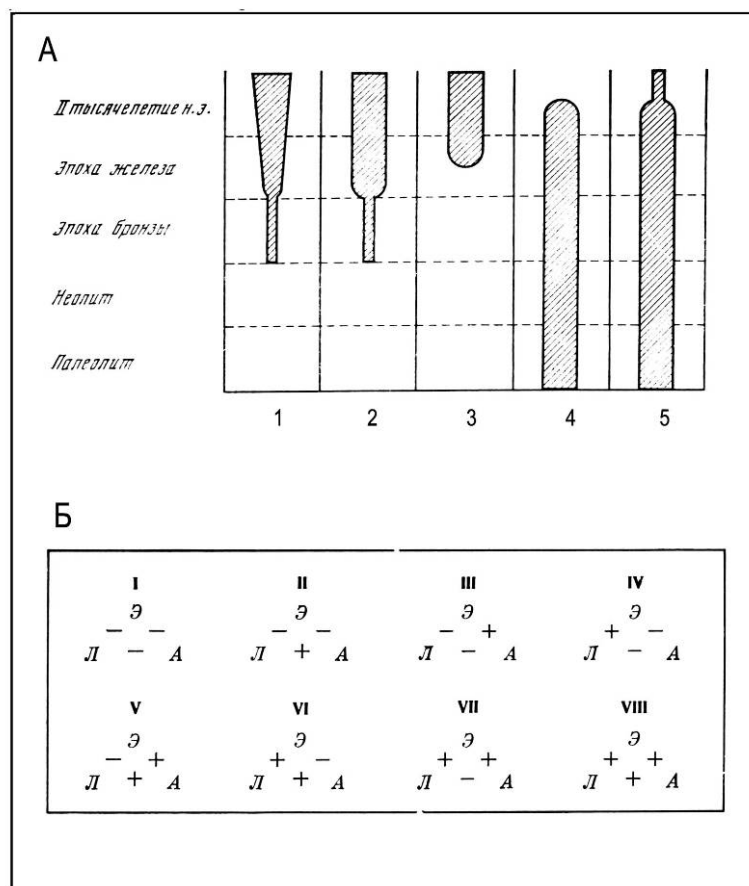 А
II тысячелетие н.э.
Эпоха железа
Эпоха бронзы
Неолит
Палеолит
1 2 3 4 5
Б
I II III IV
Э Э Э Э
− − − − − + + −
Л − А Л + А Л − А Л − А
V VI VII VIII
Э Э Э Э
− + + − + + + +
Л + А Л + А Л − А Л + А